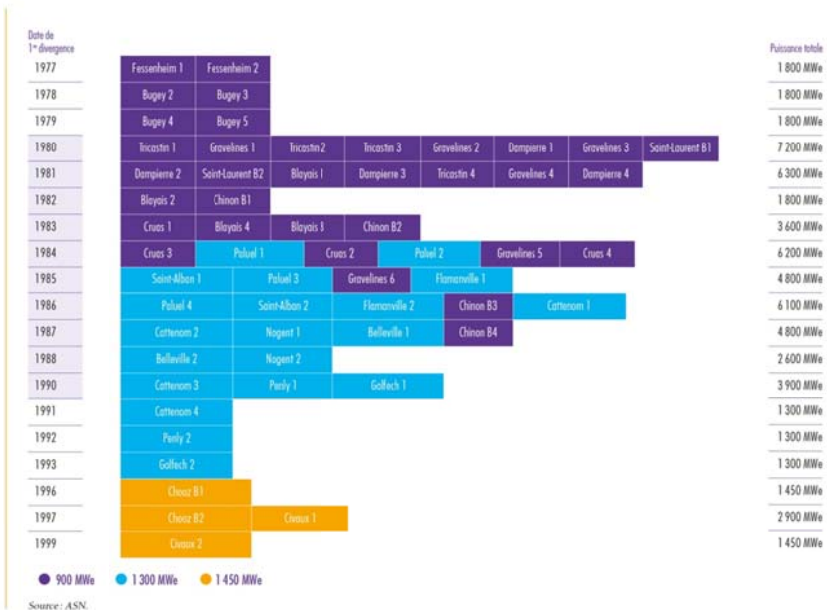 Date de
1re divergence
Puissance totale
1977 Fessenheim 1 Fessenheim 2 1 800 MWe
1978 Bugey 2 Bugey 3 1 800 MWe
1979 Bugey 4 Bugey 5 1 800 MWe
1980 Tricastin 1 Gravelines 1 Tricastin 2 Tricastin 3 Gravelines 2 Dampierre 1 Gravelines 3 Saint-Laurent B1 7 200 MWe
1981 Dampierre 2 Saint-Laurent B2 Blayais 1 Dampierre 3 Tricastin 4 Gravelines 4 Dampierre 4 6 300 MWe
1982 Blayais 2 Chinon B1 1 800 MWe
1983 Cruas 1 Blayais 4 Blayais Chinon B2 3 600 MWe
1984 Cruas 3 Paluel 1 Cruas 2 Paluel 2 Gravelines 5 Cruas 4 6 200 MWe
1985 Saint-Alban 1 Paluel 3 Gravelines 6 Flamanville 1 4 800 MWe
1986 Paluel 4 Saint-Alban 2 Flamanville 2 Chinon B3 Cattenom 1 6 100 MWe
1987 Cattenom 2 Nogent 1 Belleville 1 Chinon B4 4 800 MWe
1988 Belleville 2 Nogent 2 2 600 MWe
1990 Cattenom 3 Penly 1 Golfech 1 3 900 MWe
1991 Cattenom 4 1 300 MWe
1992 Penly 2 1 300 MWe
1993 Golfech 2 1 300 MWe
1996 Chooz B1 1 450 MWe
1997 Chooz B2 Civaux 1 2 900 MWe
1999 Civaux 2 1 450 MWe
900 MWe 1 300 MWe 1 450 MWe
Source : ASN.